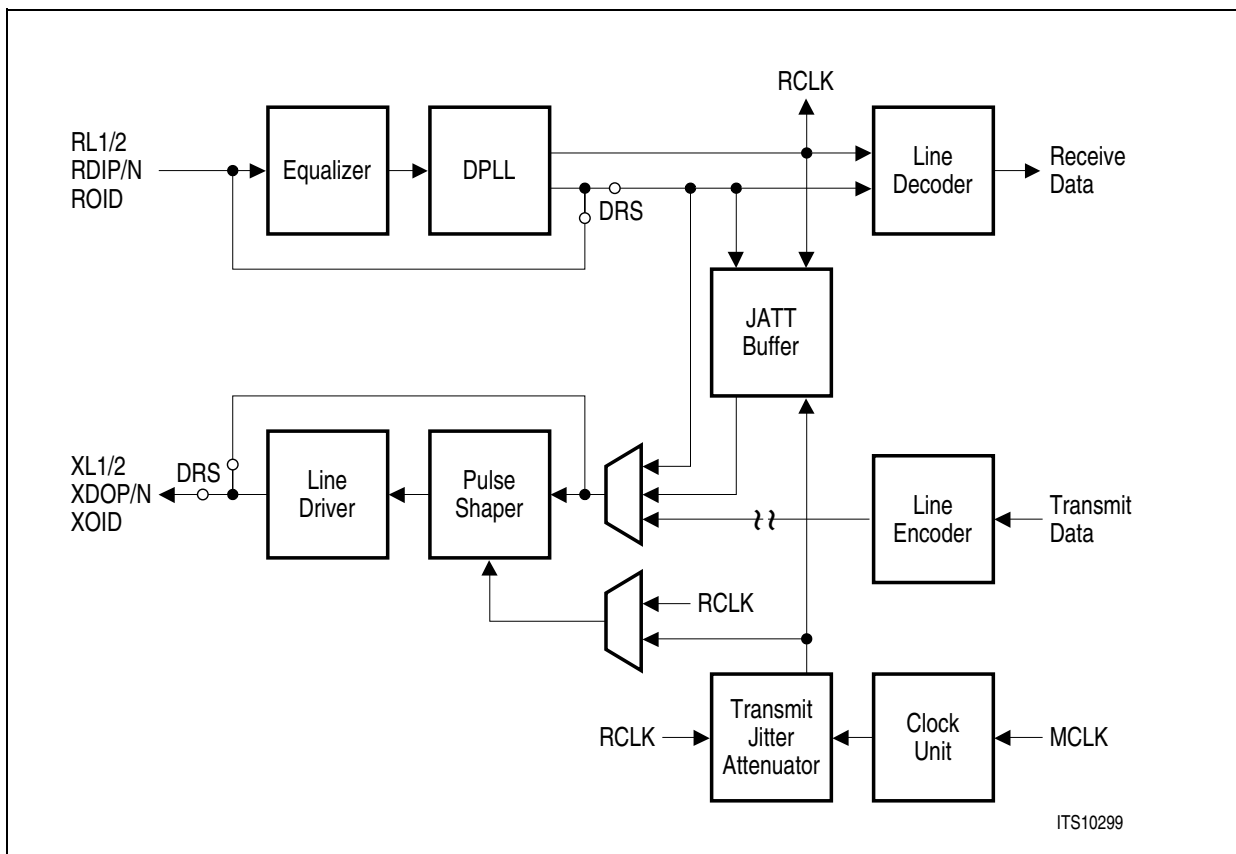 RCLK
RL1/2
RDIP/N
ROID
Equalizer
DPLL
DRS
Line
Decoder
Receive
Data
JATT
Buffer
XL1/2
XDOP/N
XOID
DRS
Line
Driver
Pulse
Shaper
Line
Encoder
Transmit
Data
RCLK
RCLK
Transmit
Jitter
Attenuator
Clock
Unit
MCLK
ITS10299